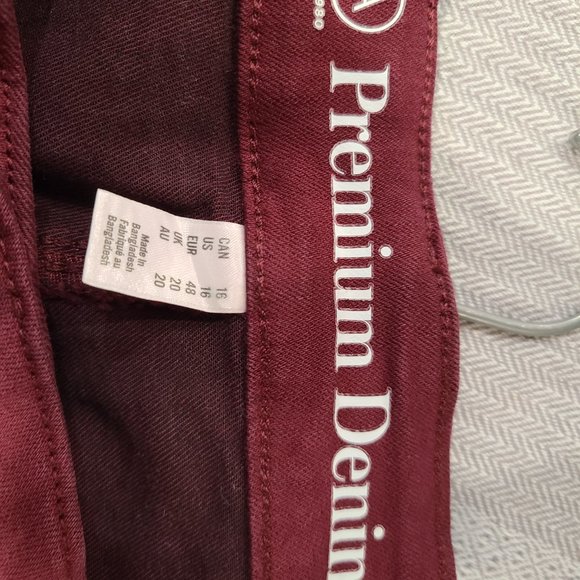 A
Premium Denim
CAN 16
US 16
EUR 48
UK 20
AU 20
Made in
Bangladesh
Fabriqué au
Bangladesh